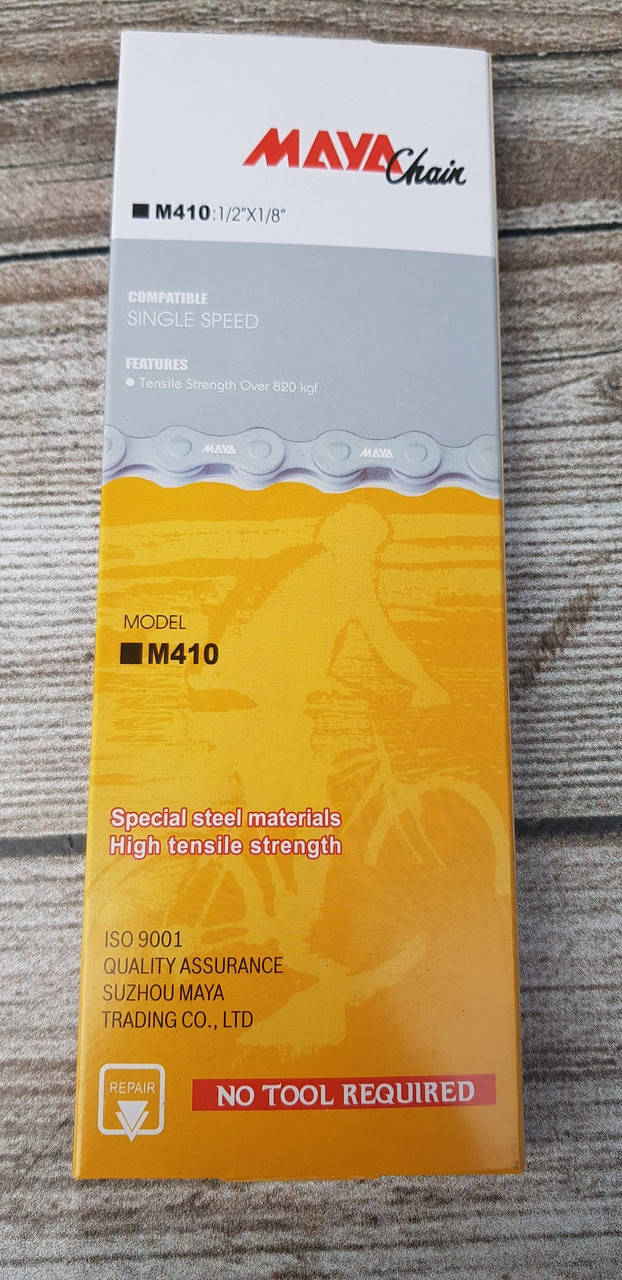 MAYA Chain
M410:1/2"X1/8"
COMPATIBLE
SINGLE SPEED
FEATURES
● Tensile Strength Over 820 kgf
MAYA MAYA
MODEL
M410
Special steel materials
High tensile strength
ISO 9001
QUALITY ASSURANCE
SUZHOU MAYA
TRADING CO., LTD
REPAIR
NO TOOL REQUIRED